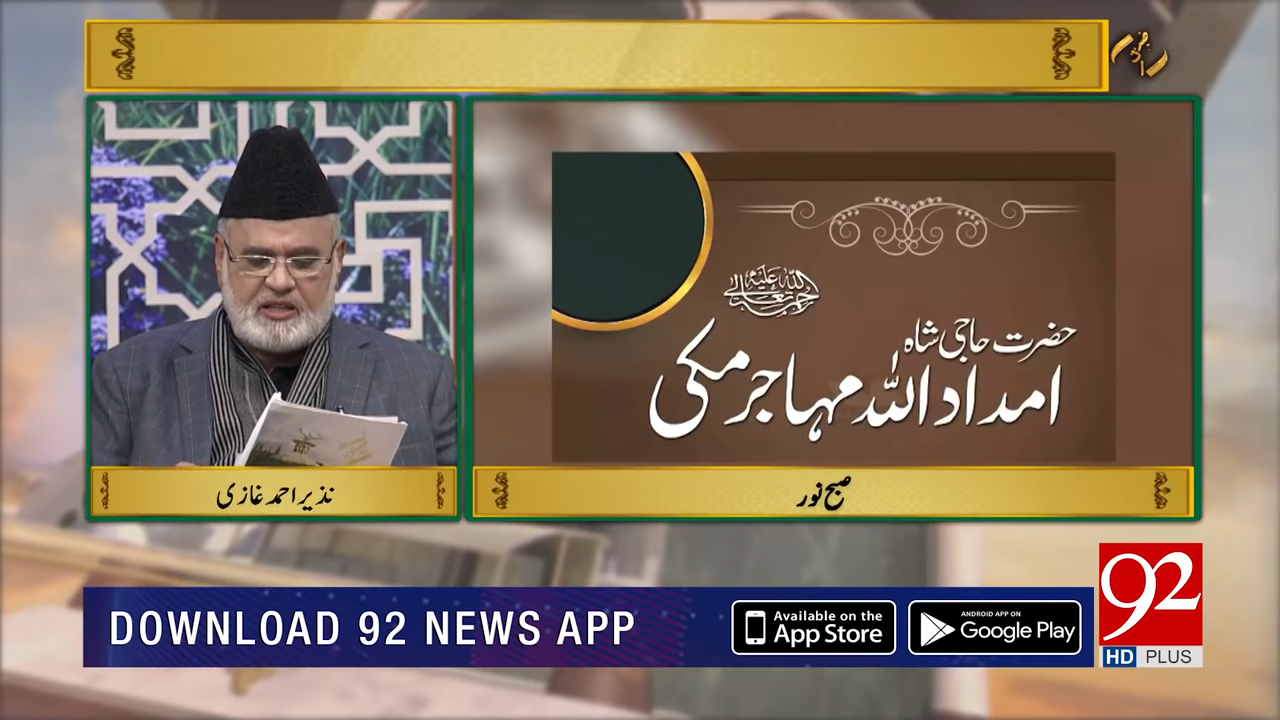 رحمۃ اللہ تعالیٰ علیہ
حضرت حاجی شاہ
امداد اللہ مہاجر مکی
نذیر احمد غازی
صبح نور
DOWNLOAD 92 NEWS APP
Available on the
App Store
ANDROID APP ON
Google Play
92
HD PLUS